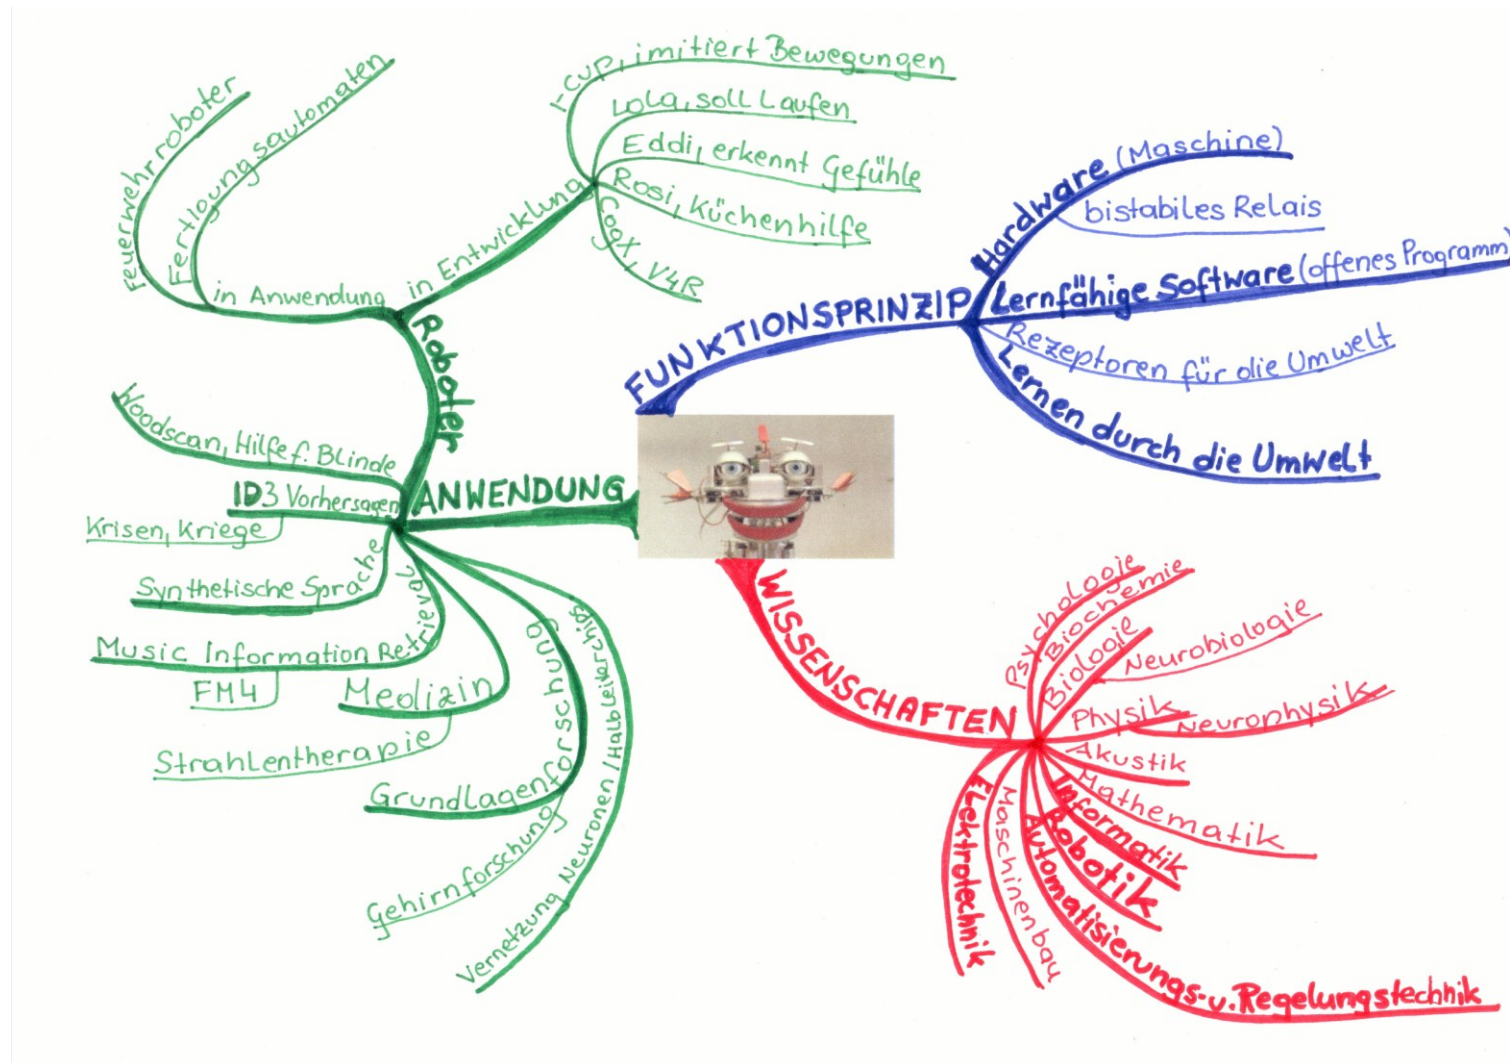 FUNKTIONSPRINZIP
Hardware (Maschine)
bistabiles Relais
Lernfähige Software (offenes Programm)
Rezeptoren für die Umwelt
Lernen durch die Umwelt
WISSENSCHAFTEN
Psychologie
Biochemie
Biologie
Neurobiologie
Physik
Neurophysik
Akustik
Mathematik
Informatik
Robotik
Automatisierungs- u. Regelungstechnik
Maschinenbau
Elektrotechnik
ANWENDUNG
Roboter
in Entwicklung
I-Cup, imitiert Bewegungen
Lola, soll Laufen
Eddi, erkennt Gefühle
Rosi, Küchenhilfe
CogX, V4R
in Anwendung
Feuerwehrroboter
Fertigungsautomaten
Woodscan, Hilfe f. Blinde
ID3 Vorhersagen
Krisen, Kriege
Synthetische Sprache
Music Information Retrieval
FM4
Medizin
Strahlentherapie
Grundlagenforschung
Gehirnforschung
Vernetzung Neuronen / Halbleiterchips